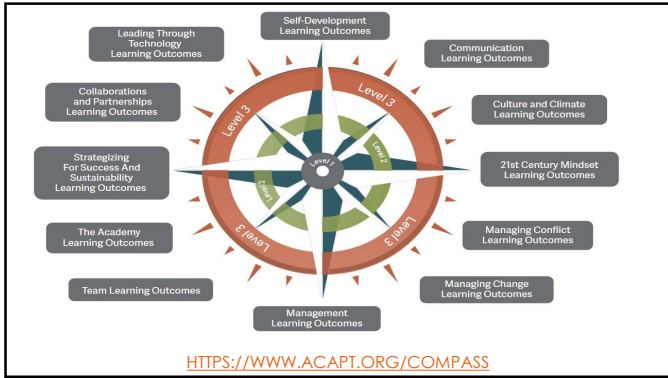 Self-Development
Learning Outcomes
Leading Through
Technology
Learning Outcomes
Communication
Learning Outcomes
Collaborations
and Partnerships
Learning Outcomes
Culture and Climate
Learning Outcomes
Strategizing
For Success And
Sustainability
Learning Outcomes
21st Century Mindset
Learning Outcomes
The Academy
Learning Outcomes
Managing Conflict
Learning Outcomes
Team Learning Outcomes
Managing Change
Learning Outcomes
Management
Learning Outcomes
Level 3
Level 3
Level 2
Level 1
Level 2
Level 3
Level 3
HTTPS://WWW.ACAPT.ORG/COMPASS